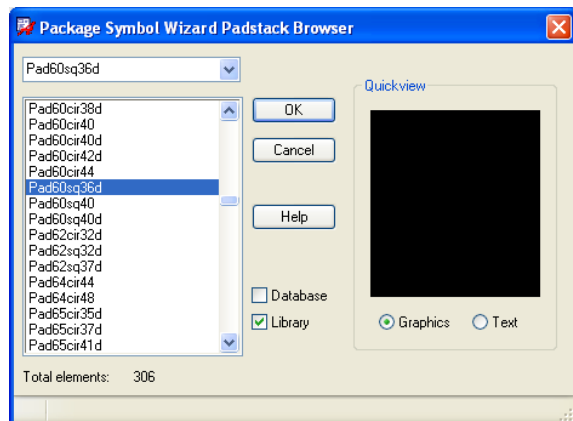 Package Symbol Wizard Padstack Browser
Pad60sq36d
Quickview
Pad60cir38d
Pad60cir40
Pad60cir40d
Pad60cir42d
Pad60cir44
Pad60sq36d
Pad60sq40
Pad60sq40d
Pad62cir32d
Pad62sq32d
Pad62sq37d
Pad64cir44
Pad64cir48
Pad65cir35d
Pad65cir37d
Pad65cir41d
OK
Cancel
Help
Database
Library
Graphics Text
Total elements: 306